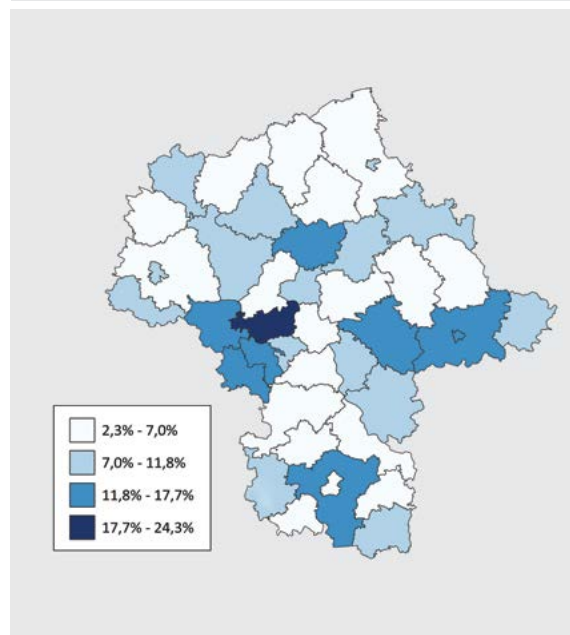 2,3% - 7,0%
7,0% - 11,8%
11,8% - 17,7%
17,7% - 24,3%